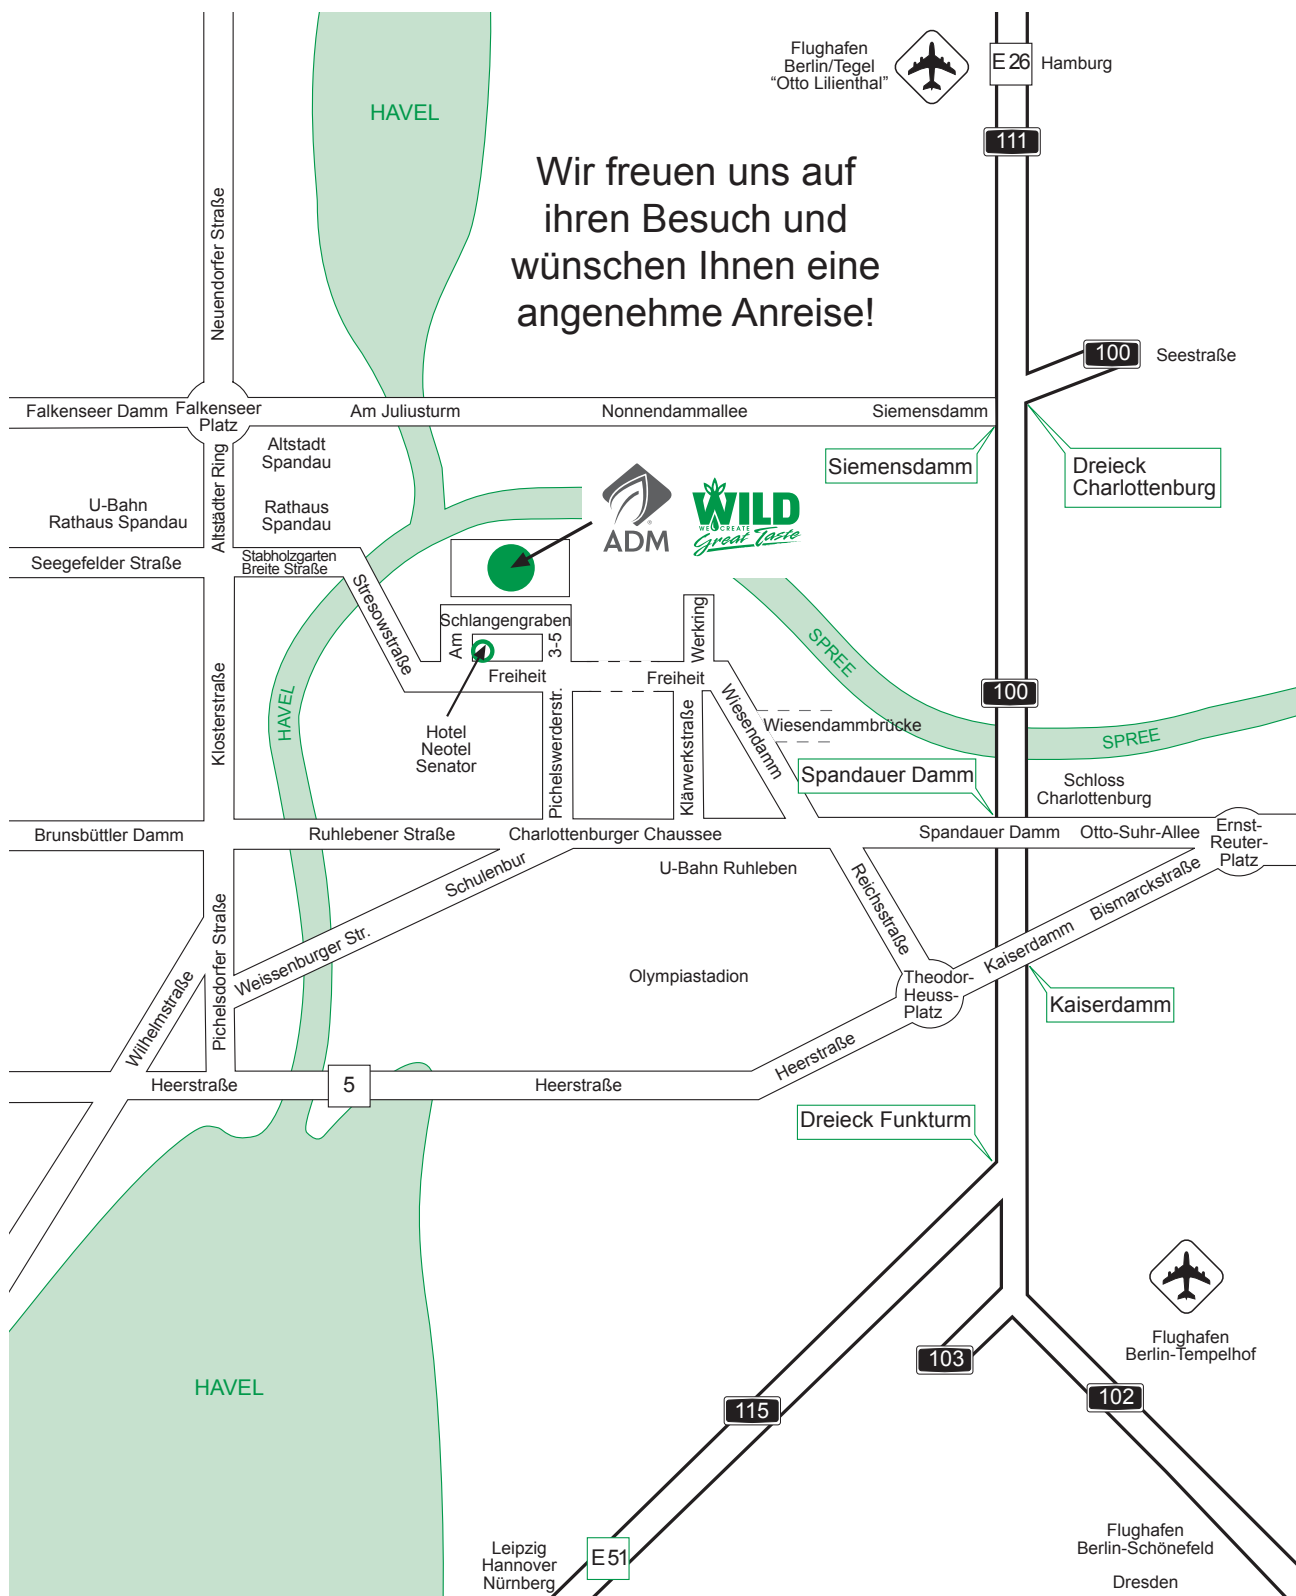 Flughafen
Berlin/Tegel
“Otto Lilienthal”
E 26
Hamburg
HAVEL
111
Wir freuen uns auf
ihren Besuch und
wünschen Ihnen eine
angenehme Anreise!
Neuendorfer Straße
100
Seestraße
Falkenseer Damm
Falkenseer
Platz
Am Juliusturm
Nonnendammallee
Siemensdamm
Altstadt
Spandau
Siemensdamm
Dreieck
Charlottenburg
Altstädter Ring
U-Bahn
Rathaus Spandau
Rathaus
Spandau
ADM
®
WILD
WE CREATE
Great Taste
Seegefelder Straße
Stabholzgarten
Breite Straße
Stresowstraße
Schlangengraben
Am
3-5
Werkring
Freiheit
Freiheit
SPREE
HAVEL
Klosterstraße
Hotel
Neotel
Senator
Pichelswerderstr.
Klärwerkstraße
Wiesendamm
Wiesendammbrücke
100
SPREE
Spandauer Damm
Schloss
Charlottenburg
Brunsbüttler Damm
Ruhlebener Straße
Charlottenburger Chaussee
Spandauer Damm
Otto-Suhr-Allee
Ernst-
Reuter-
Platz
Schulenbur
U-Bahn Ruhleben
Reichsstraße
Bismarckstraße
Kaiserdamm
Weissenburger Str.
Pichelsdorfer Straße
Wilhelmstraße
Olympiastadion
Theodor-
Heuss-
Platz
Kaiserdamm
Heerstraße
5
Heerstraße
Heerstraße
Dreieck Funkturm
Flughafen
Berlin-Tempelhof
103
HAVEL
115
102
Leipzig
Hannover
Nürnberg
E 51
Flughafen
Berlin-Schönefeld
Dresden